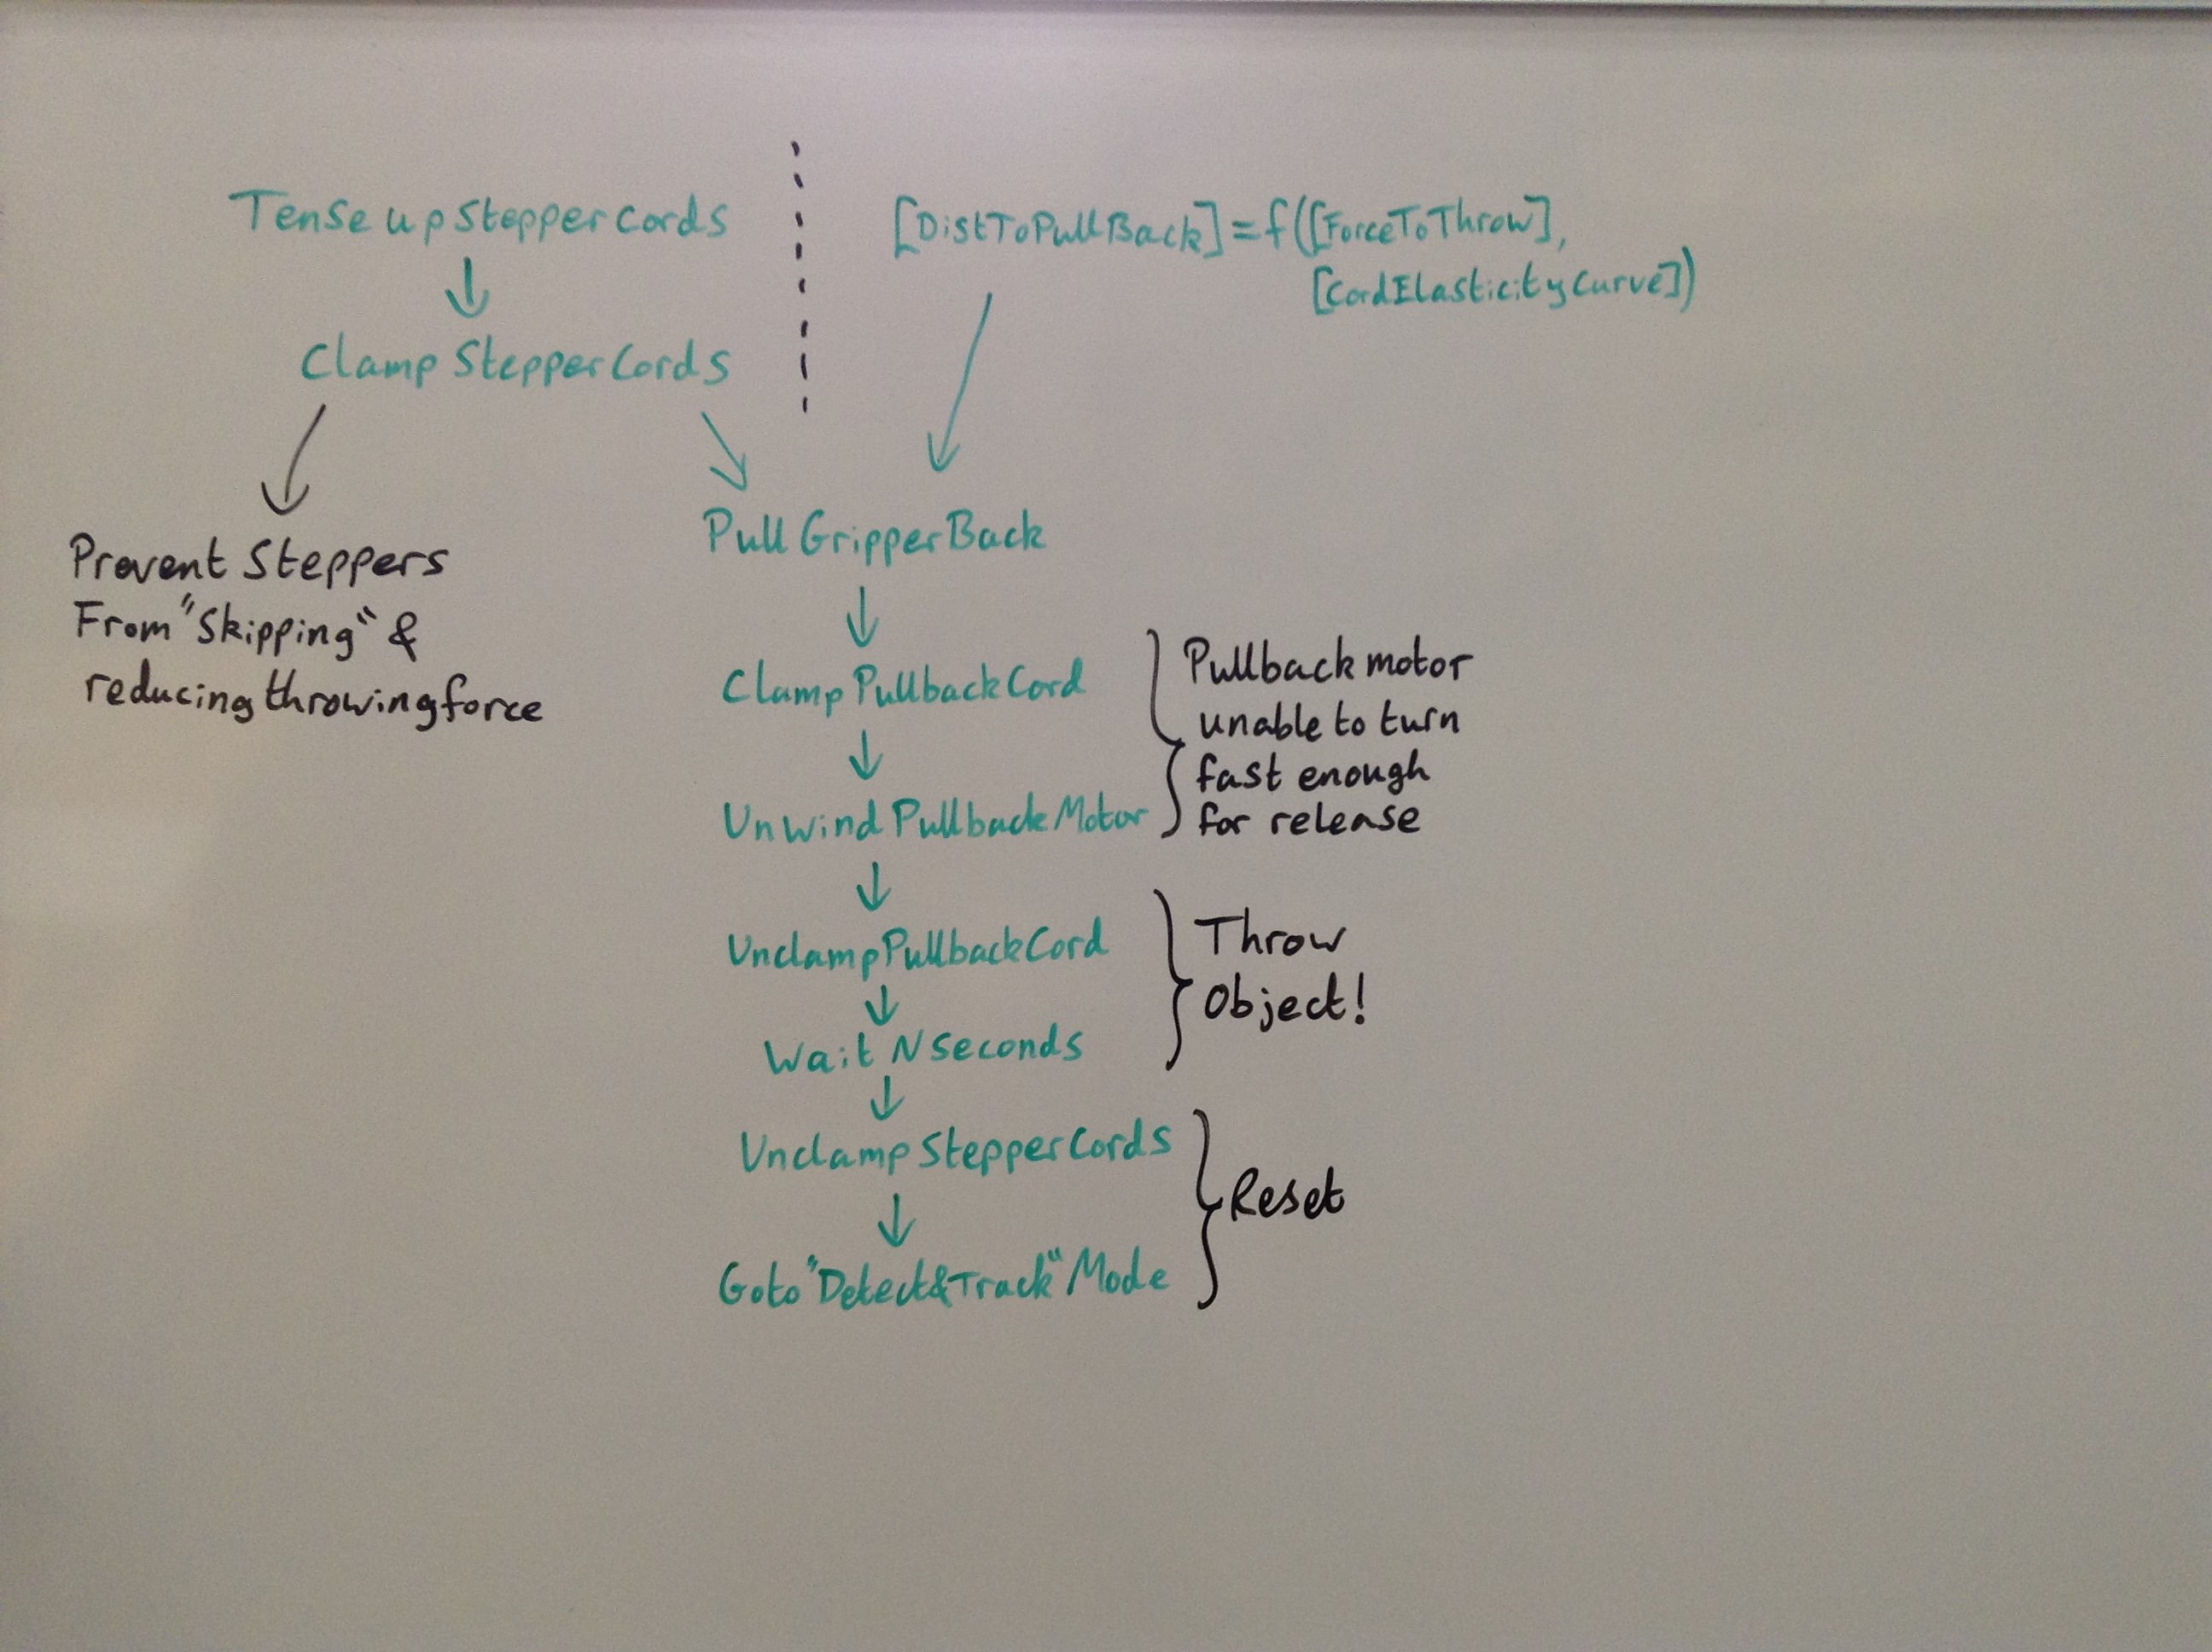 Tense up Stepper Cords
[DistToPullBack] = f([ForceToThrow],
[CordElasticityCurve])
Clamp Stepper Cords
Prevent Steppers
From "Skipping" &
reducing throwing force
Pull Gripper Back
Clamp Pullback Cord
Unwind Pullback Motor
Pullback motor
unable to turn
fast enough
for release
Unclamp Pullback Cord
Wait N Seconds
Throw
Object!
Unclamp Stepper Cords
Goto "Detect&Track" Mode
Reset